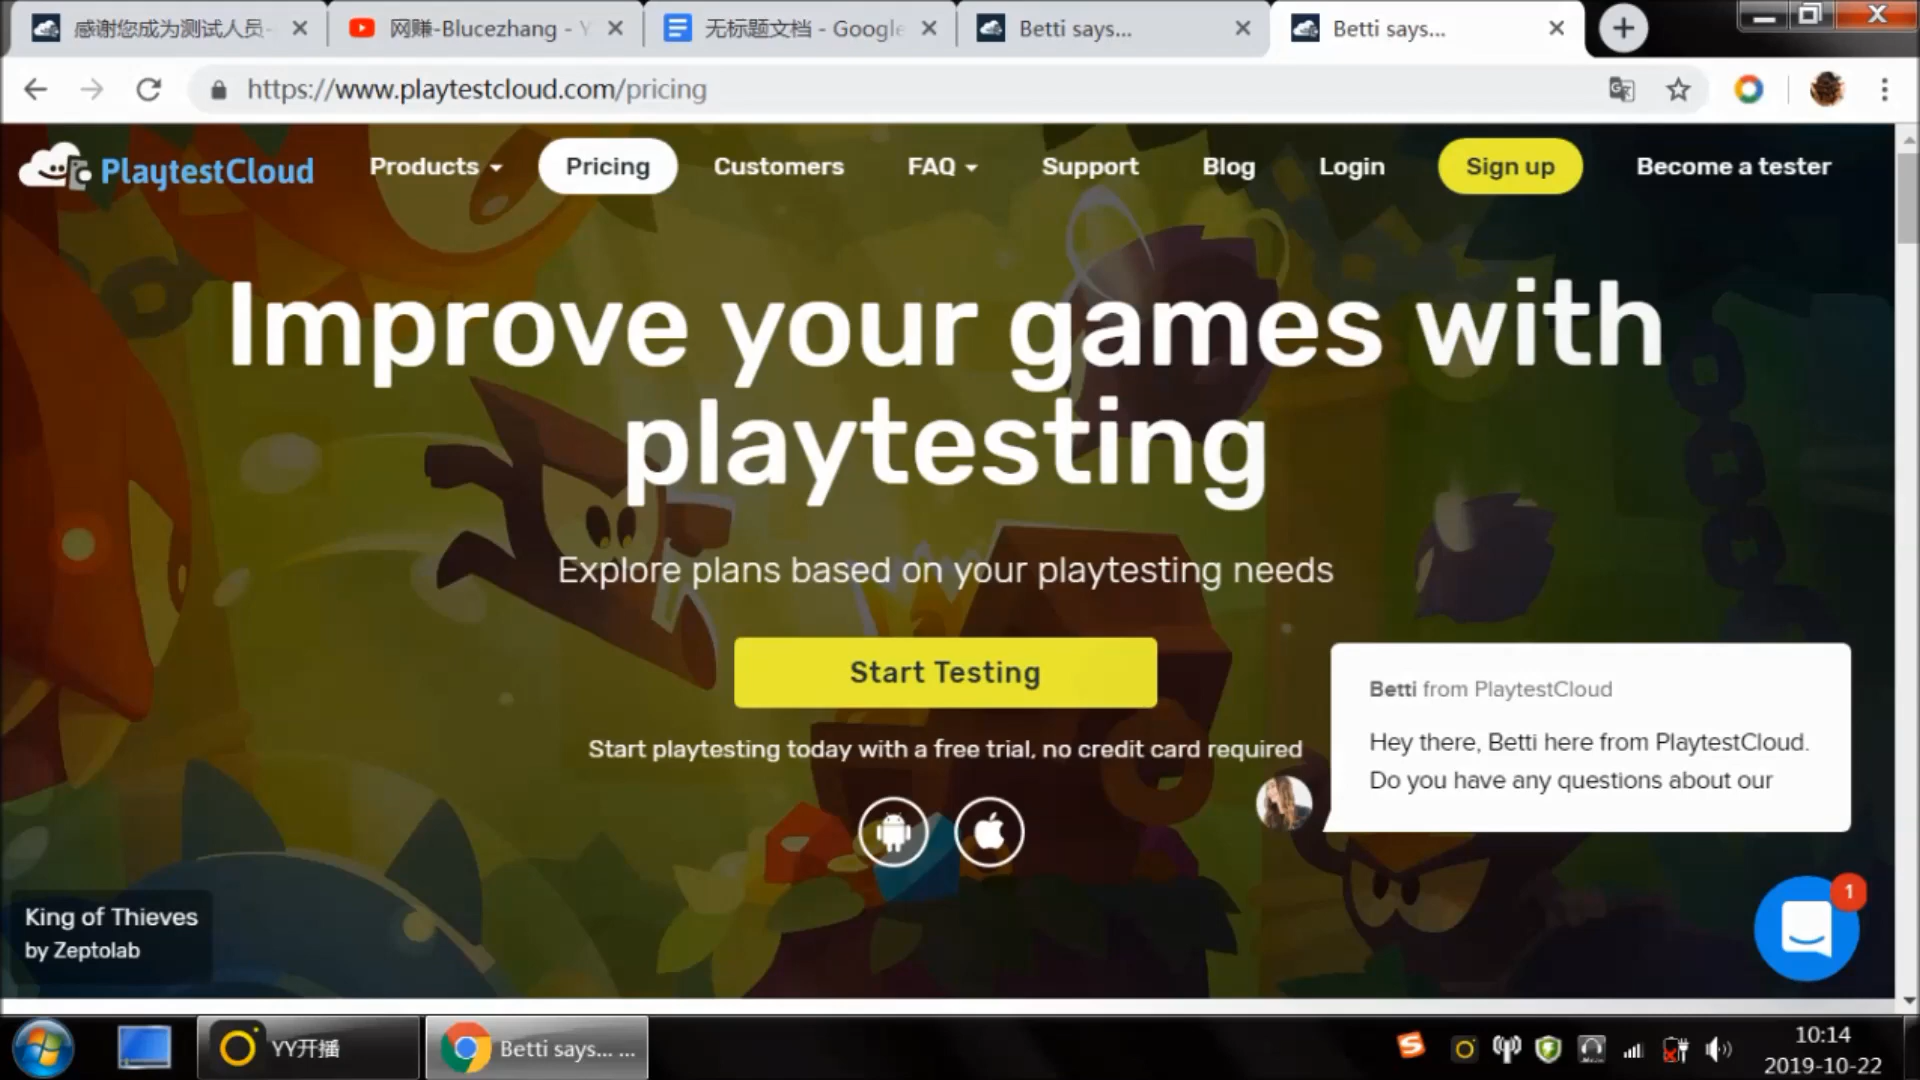 感谢您成为测试人员-
网赚-Blucezhang - Y
无标题文档 - Google
Betti says...
Betti says...
https://www.playtestcloud.com/pricing
PlaytestCloud
Products
Pricing
Customers
FAQ
Support
Blog
Login
Sign up
Become a tester
Improve your games with
playtesting
Explore plans based on your playtesting needs
Start Testing
Start playtesting today with a free trial, no credit card required
Betti from PlaytestCloud
Hey there, Betti here from PlaytestCloud.
Do you have any questions about our
1
King of Thieves
by Zeptolab
YY开播
Betti says... ...
10:14
2019-10-22